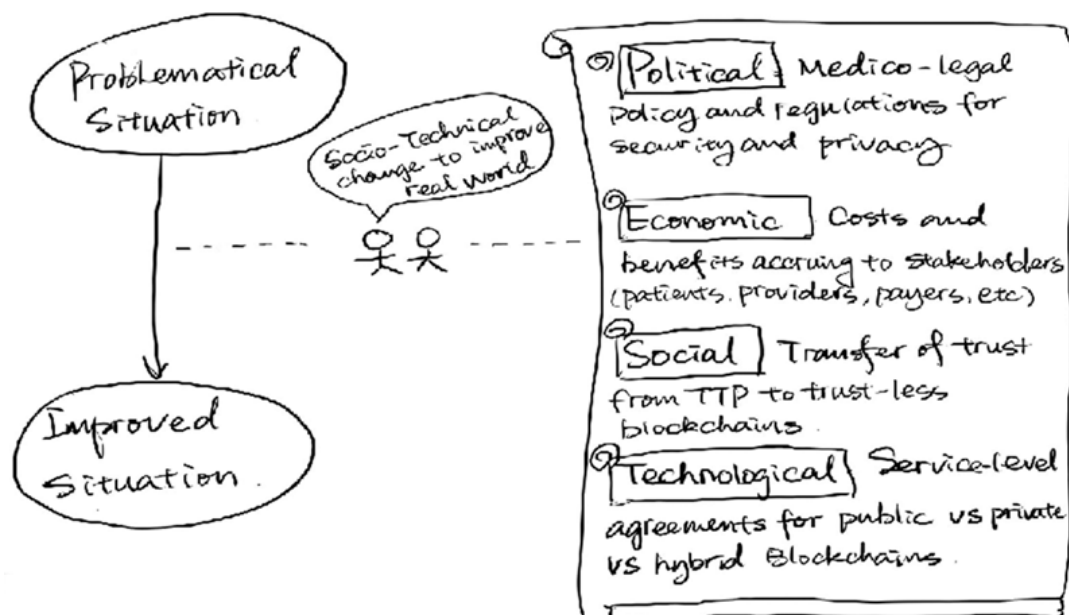 Problematical
Situation
Socio-Technical
change to improve
real world
Improved
Situation.
Political. Medico-legal
policy and regulations for
security and privacy
Economic Costs and
benefits accruing to stakeholders
(patients, providers, payers, etc)
Social Transfer of trust
from TTP to trust-less
blockchains.
Technological Service-level
agreements for public vs private
vs hybrid Blockchains.